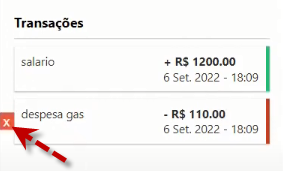 Transações
salario
+ R$ 1200.00
6 Set. 2022 - 18:09
x
despesa gas
- R$ 110.00
6 Set. 2022 - 18:09